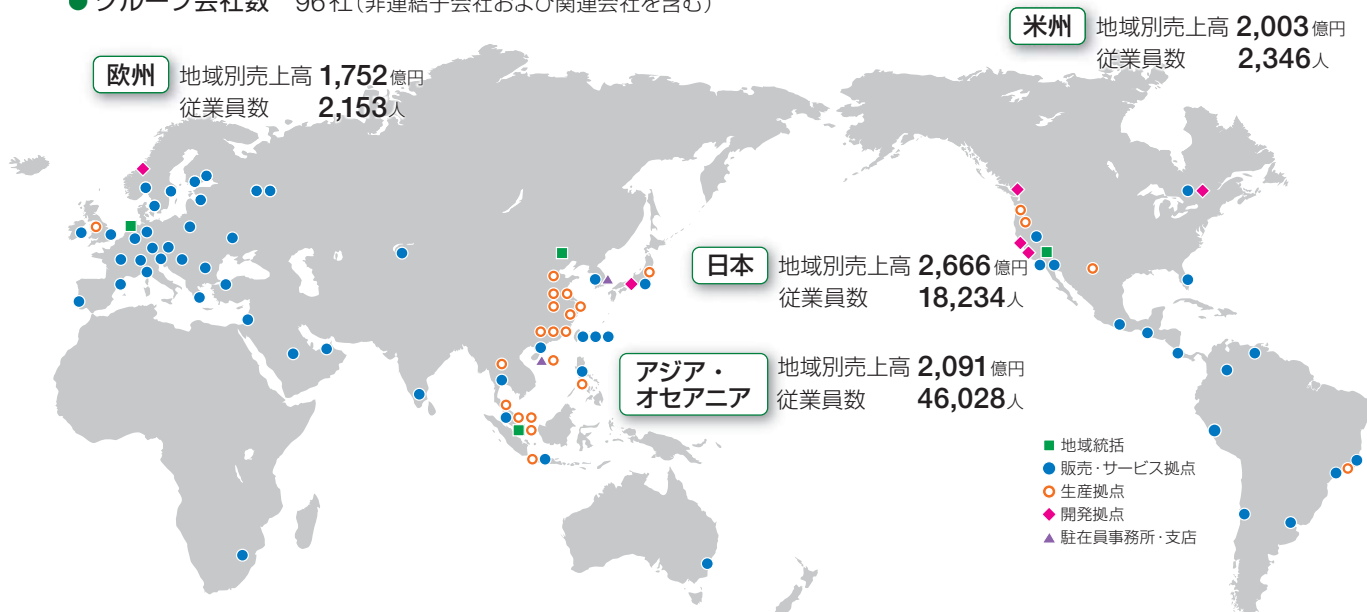 ● グループ会社数 96社（非連結子会社および関連会社を含む）
米州 地域別売上高 2,003億円
従業員数 2,346人
欧州 地域別売上高 1,752億円
従業員数 2,153人
日本 地域別売上高 2,666億円
従業員数 18,234人
アジア・
オセアニア
地域別売上高 2,091億円
従業員数 46,028人
■ 地域統括
● 販売・サービス拠点
○ 生産拠点
◆ 開発拠点
▲ 駐在員事務所・支店